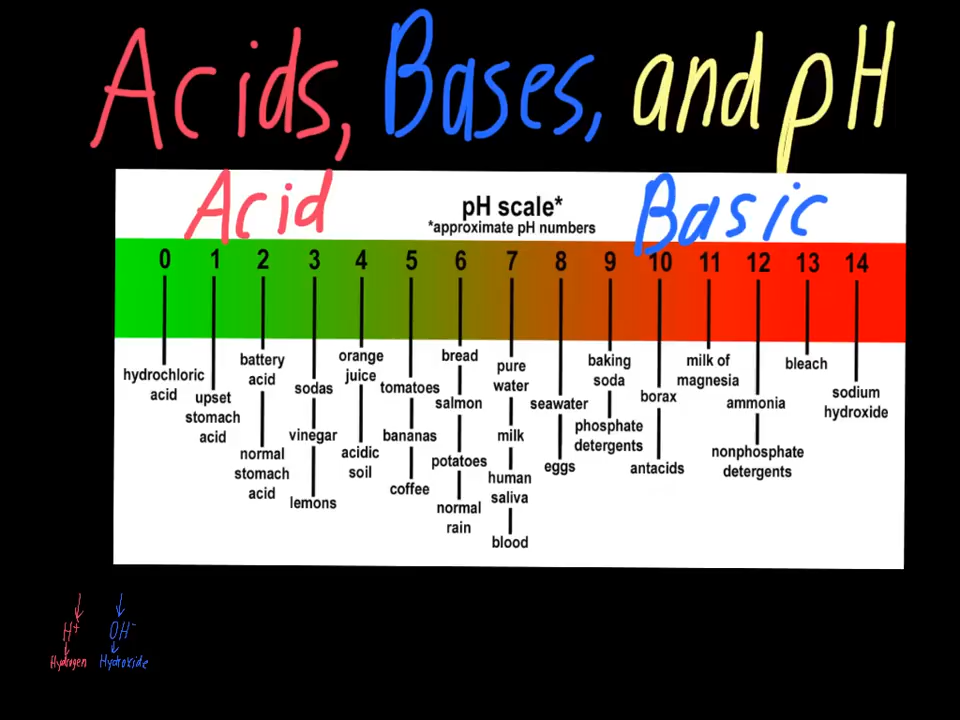 Acids, Bases, and pH
Acid
Basic
pH scale*
*approximate pH numbers
0 1 2 3 4 5 6 7 8 9 10 11 12 13 14
hydrochloric
acid
upset
stomach
acid
battery
acid
normal
stomach
acid
sodas
vinegar
lemons
orange
juice
acidic
soil
tomatoes
bananas
coffee
bread
salmon
potatoes
normal
rain
pure
water
milk
human
saliva
blood
seawater
eggs
baking
soda
phosphate
detergents
borax
antacids
milk of
magnesia
ammonia
nonphosphate
detergents
bleach
sodium
hydroxide
H+ OH-
Hydrogen Hydroxide